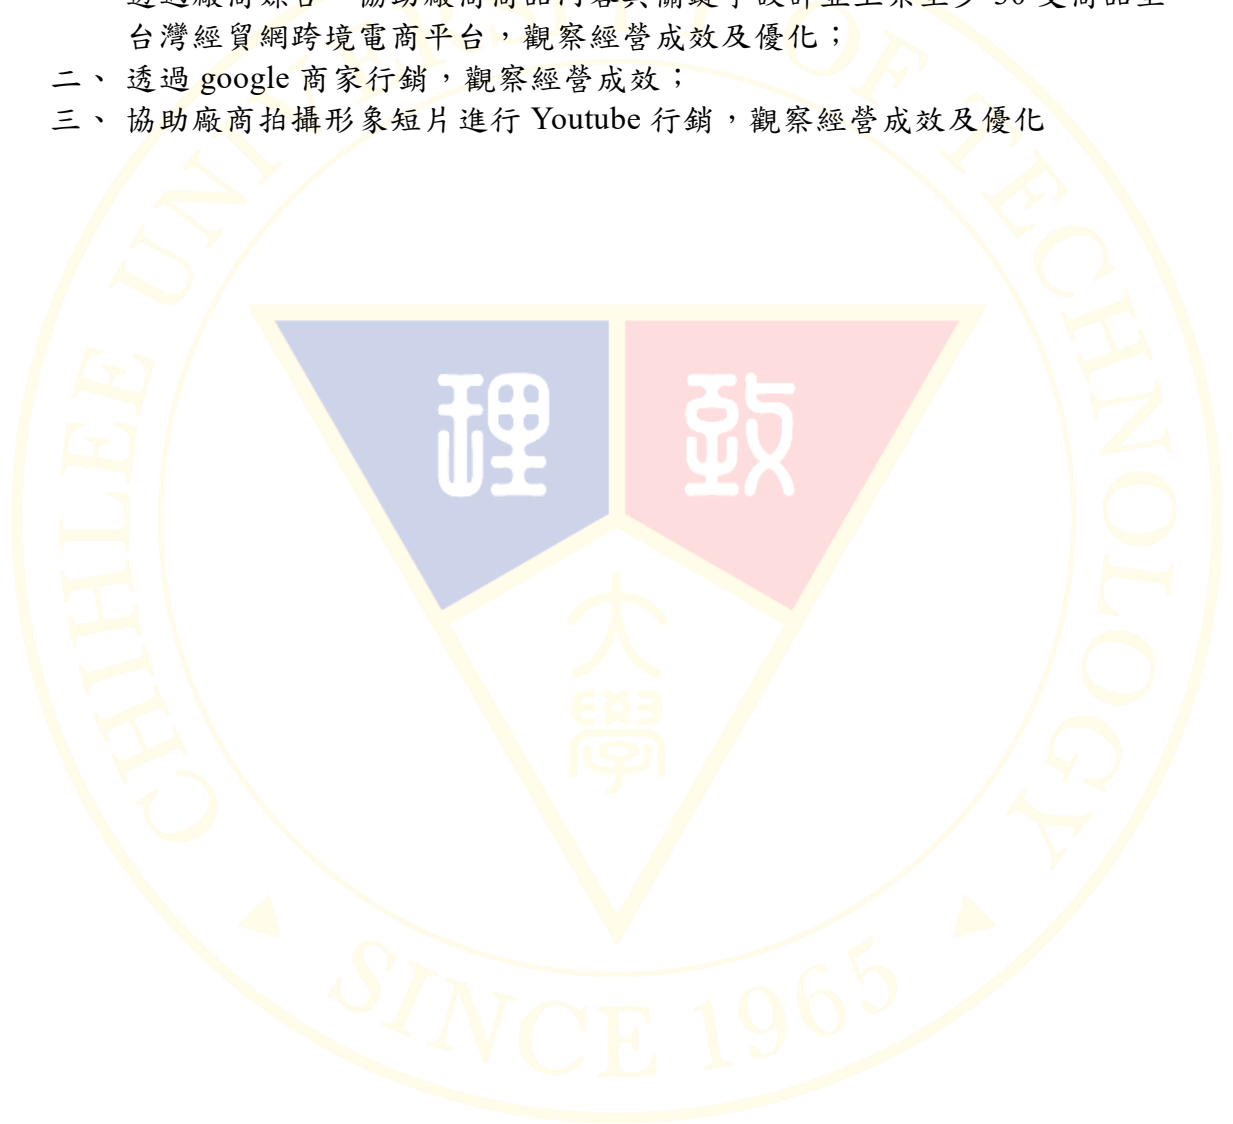 台灣經貿網跨境電商平台，觀察經營成效及優化；
二、 透過 google 商家行銷，觀察經營成效；
三、 協助廠商拍攝形象短片進行 Youtube 行銷，觀察經營成效及優化
CHIHLEE UNIVERSITY OF TECHNOLOGY
理 致
大
學
SINCE 1965